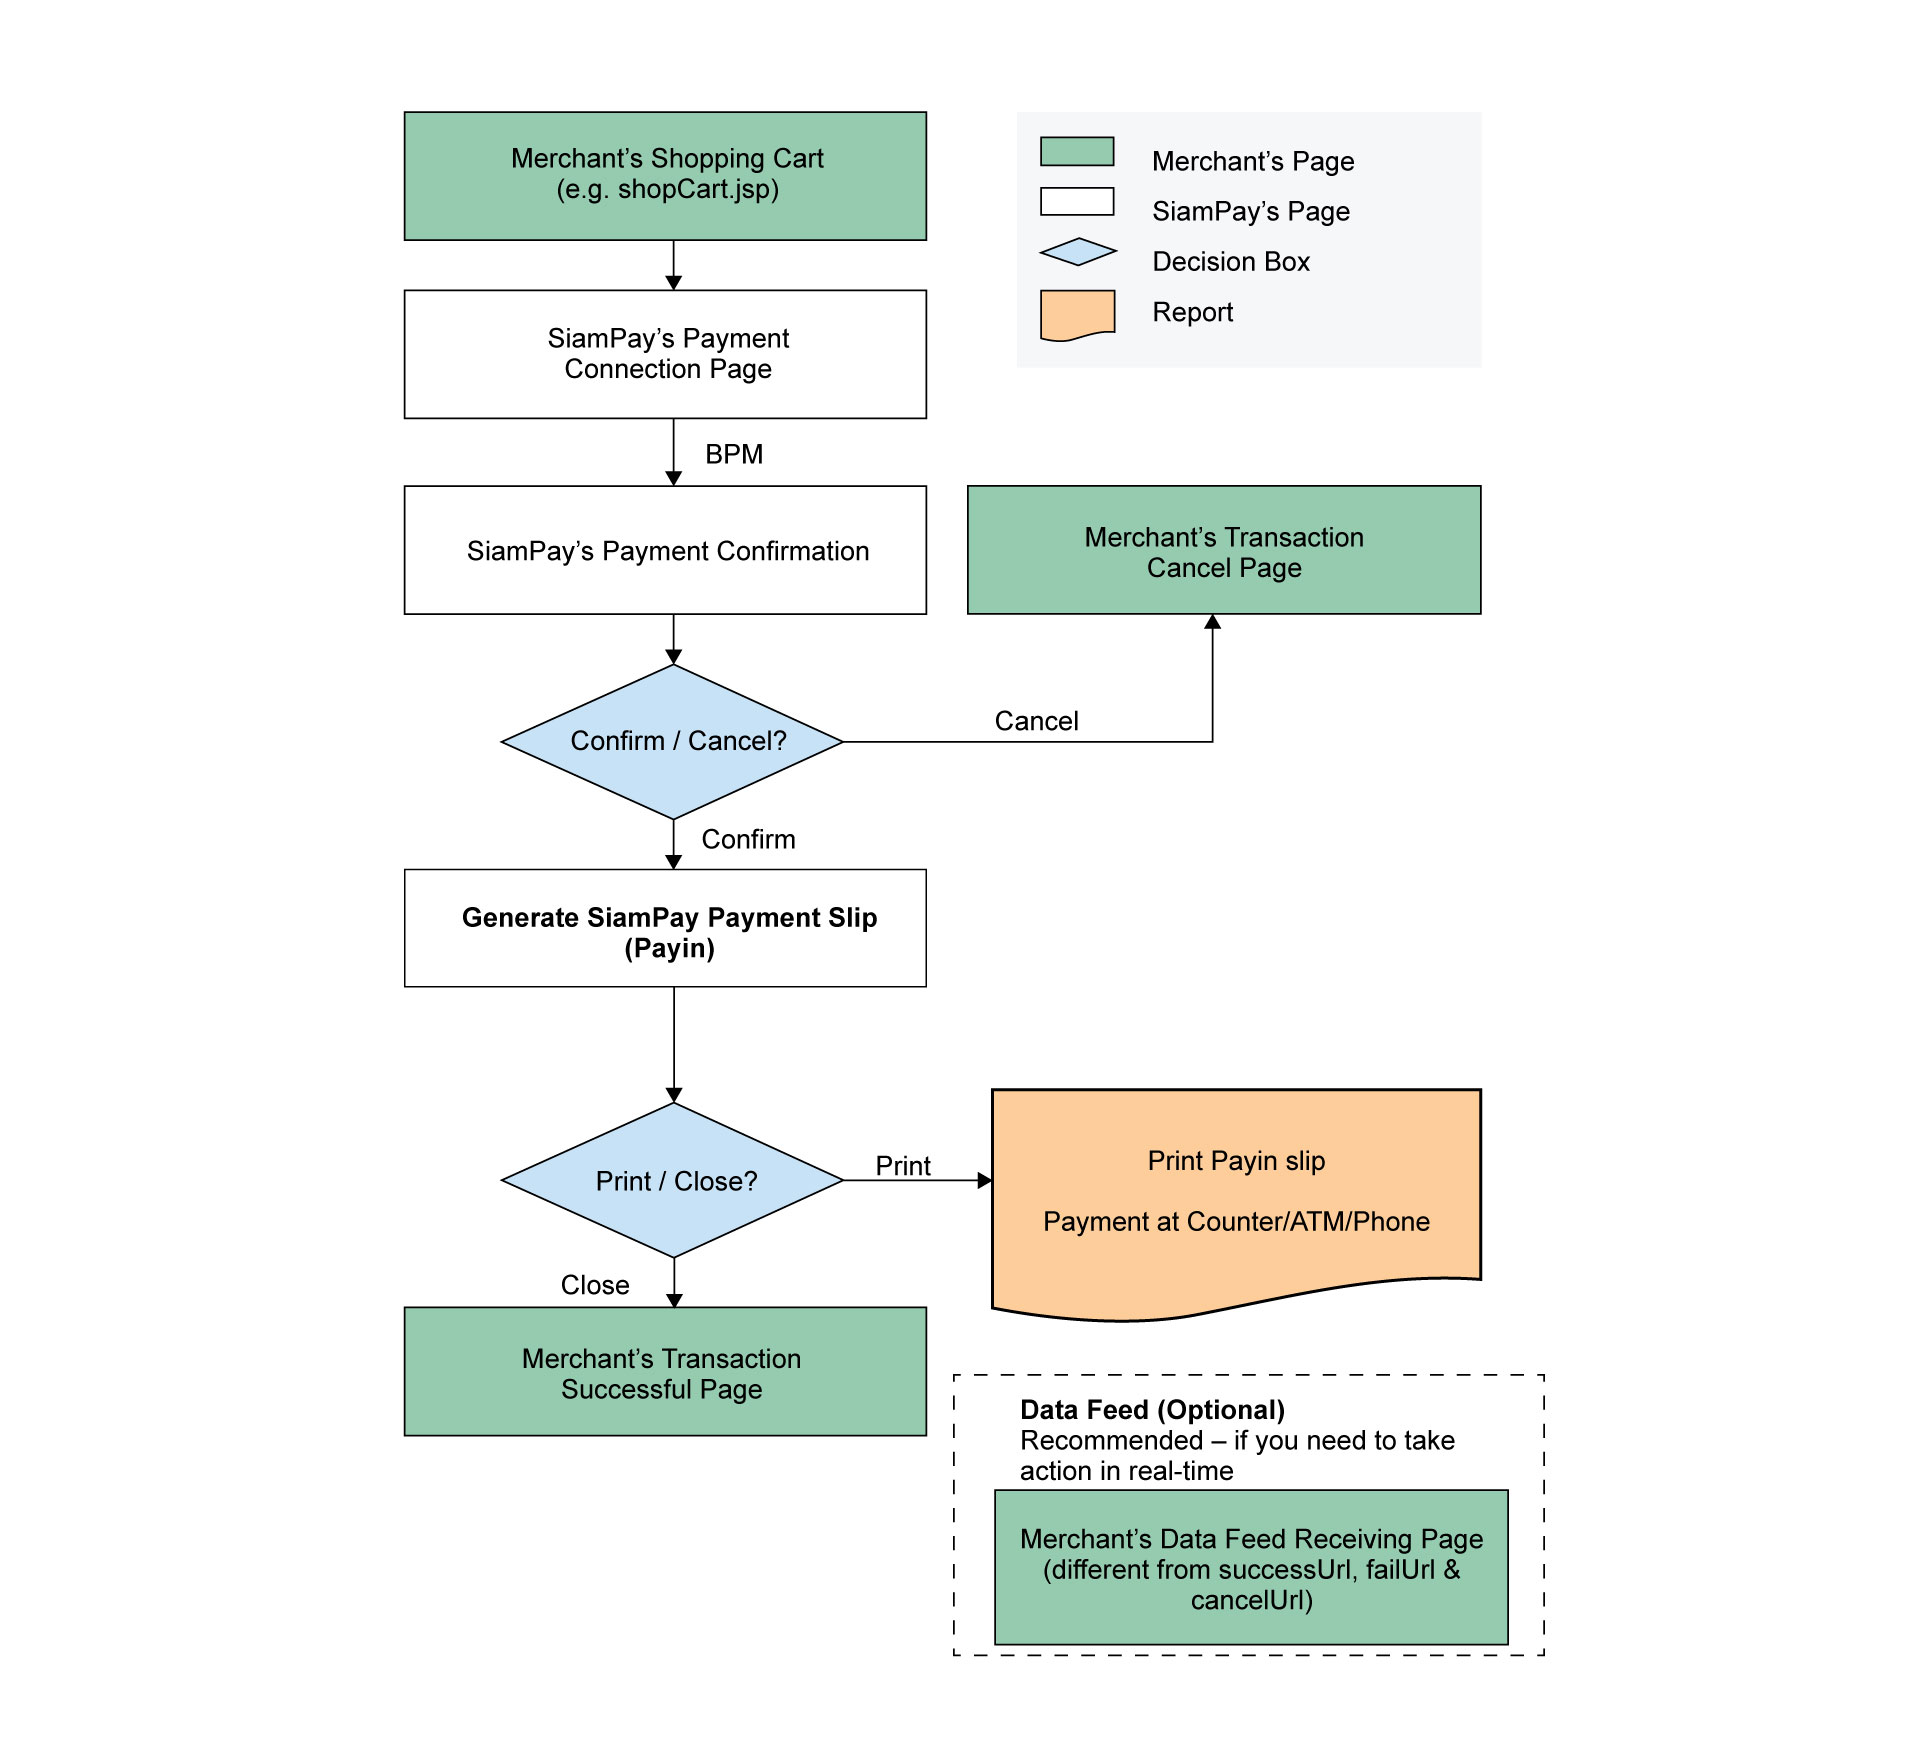 Merchant’s Shopping Cart
(e.g. shopCart.jsp)
Merchant’s Page
SiamPay’s Page
Decision Box
Report
SiamPay’s Payment
Connection Page
BPM
SiamPay’s Payment Confirmation
Merchant’s Transaction
Cancel Page
Confirm / Cancel?
Cancel
Confirm
Generate SiamPay Payment Slip
(Payin)
Print / Close?
Print
Print Payin slip
Payment at Counter/ATM/Phone
Close
Merchant’s Transaction
Successful Page
Data Feed (Optional)
Recommended – if you need to take
action in real-time
Merchant’s Data Feed Receiving Page
(different from successUrl, failUrl &
cancelUrl)